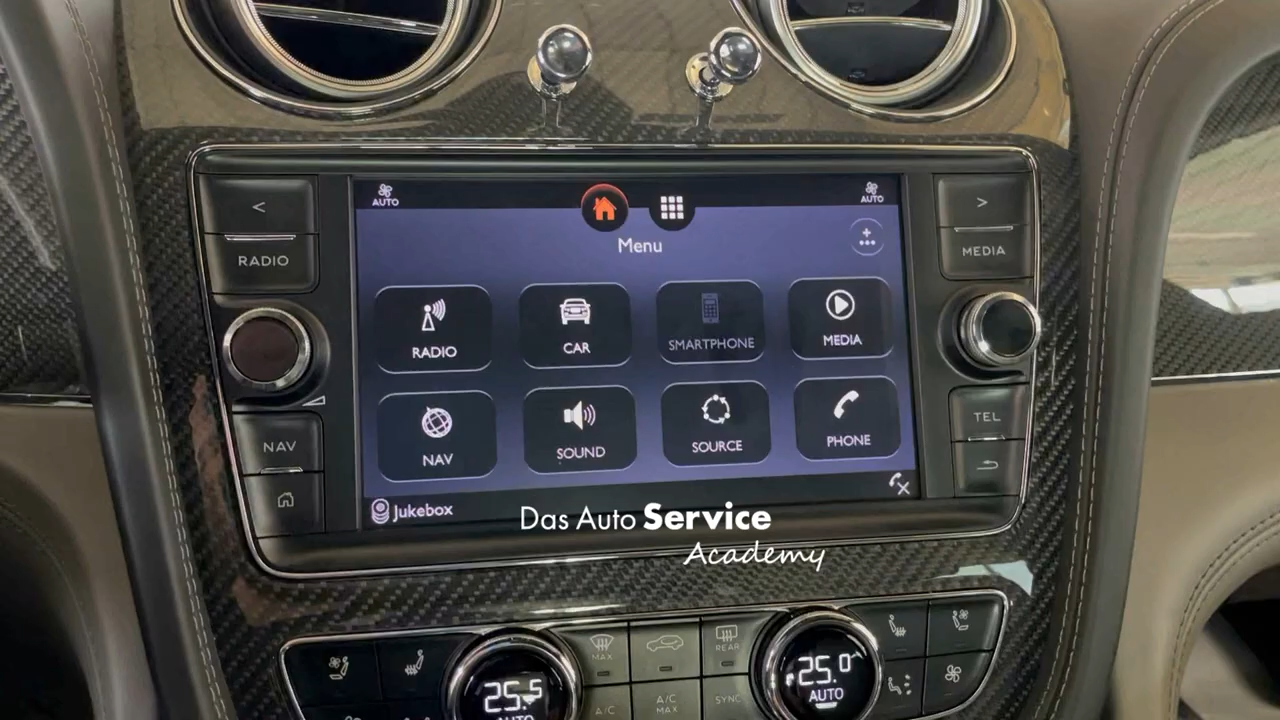 AUTO
AUTO
<
>
RADIO
MEDIA
Menu
RADIO
CAR
SMARTPHONE
MEDIA
NAV
SOUND
SOURCE
PHONE
NAV
TEL
Jukebox
Das Auto Service
Academy
MAX
REAR
25.5
AUTO
25.0
AUTO
A/C
A/C
MAX
SYNC